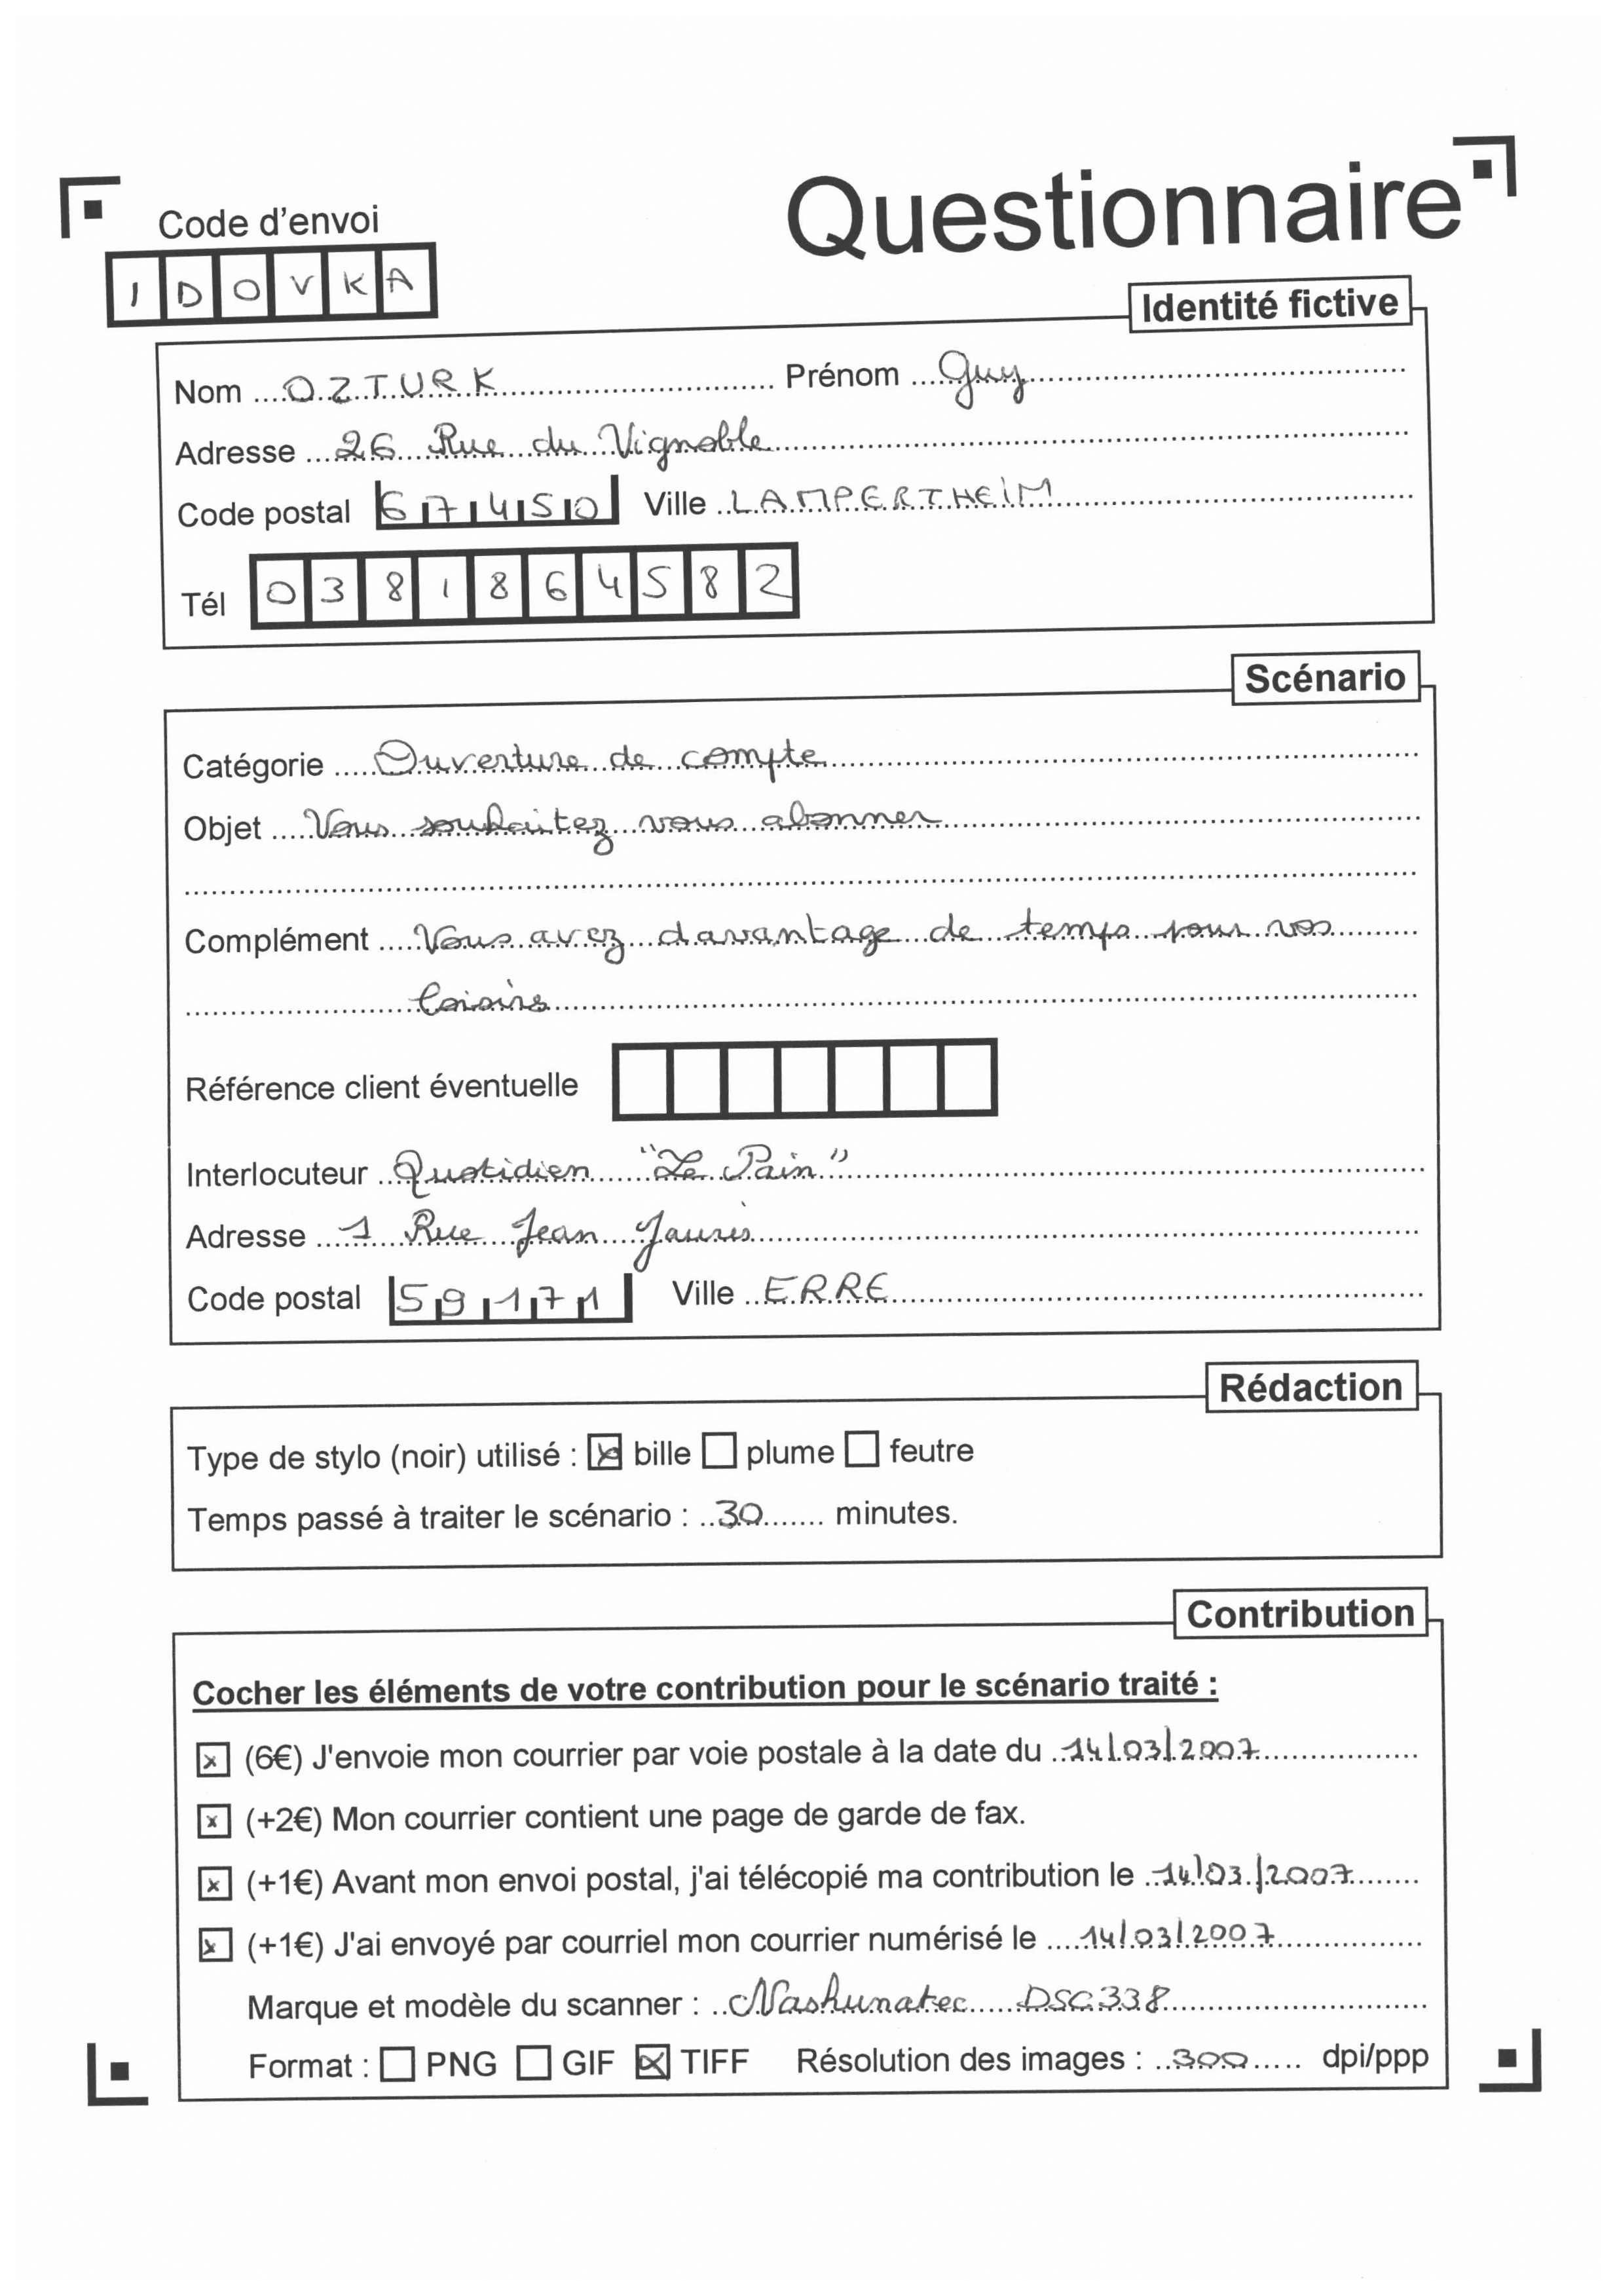 Questionnaire
Code d'envoi
IDOVKA
Identité fictive
Nom OZTURK Prénom Guy
Adresse 26 Rue du Vignoble
Code postal 67450 Ville LAMPERTHEIM
Tél 0381864582
Scénario
Catégorie Ouverture de compte
Objet Vous souhaitez vous abonner
Complément Vous avez davantage de temps pour vos
loisirs
Référence client éventuelle
Interlocuteur Quotidien "Le Pain"
Adresse 1 Rue Jean Jaurès
Code postal 59171 Ville ERRE
Rédaction
Type de stylo (noir) utilisé : bille plume feutre
Temps passé à traiter le scénario : 30 minutes.
Contribution
Cocher les éléments de votre contribution pour le scénario traité :
(6€) J'envoie mon courrier par voie postale à la date du 14/03/2007
(+2€) Mon courrier contient une page de garde de fax.
(+1€) Avant mon envoi postal, j'ai télécopié ma contribution le 14/03/2007
(+1€) J'ai envoyé par courriel mon courrier numérisé le 14/03/2007
Marque et modèle du scanner : Nashunatec DSC338
Format : PNG GIF TIFF Résolution des images : 300 dpi/ppp